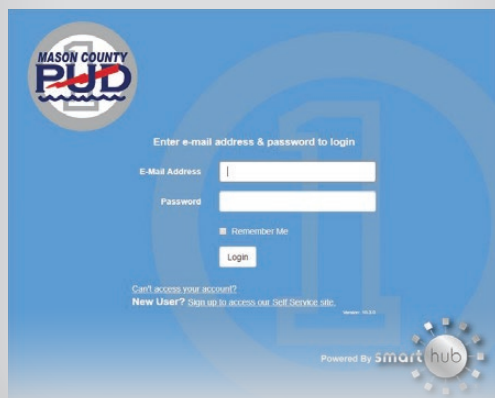 MASON COUNTY
PUD
1
Enter e-mail address & password to login
E-Mail Address
Password
Remember Me
Login
Can't access your account?
New User? Sign up to access our Self Service site.
Powered By smart hub